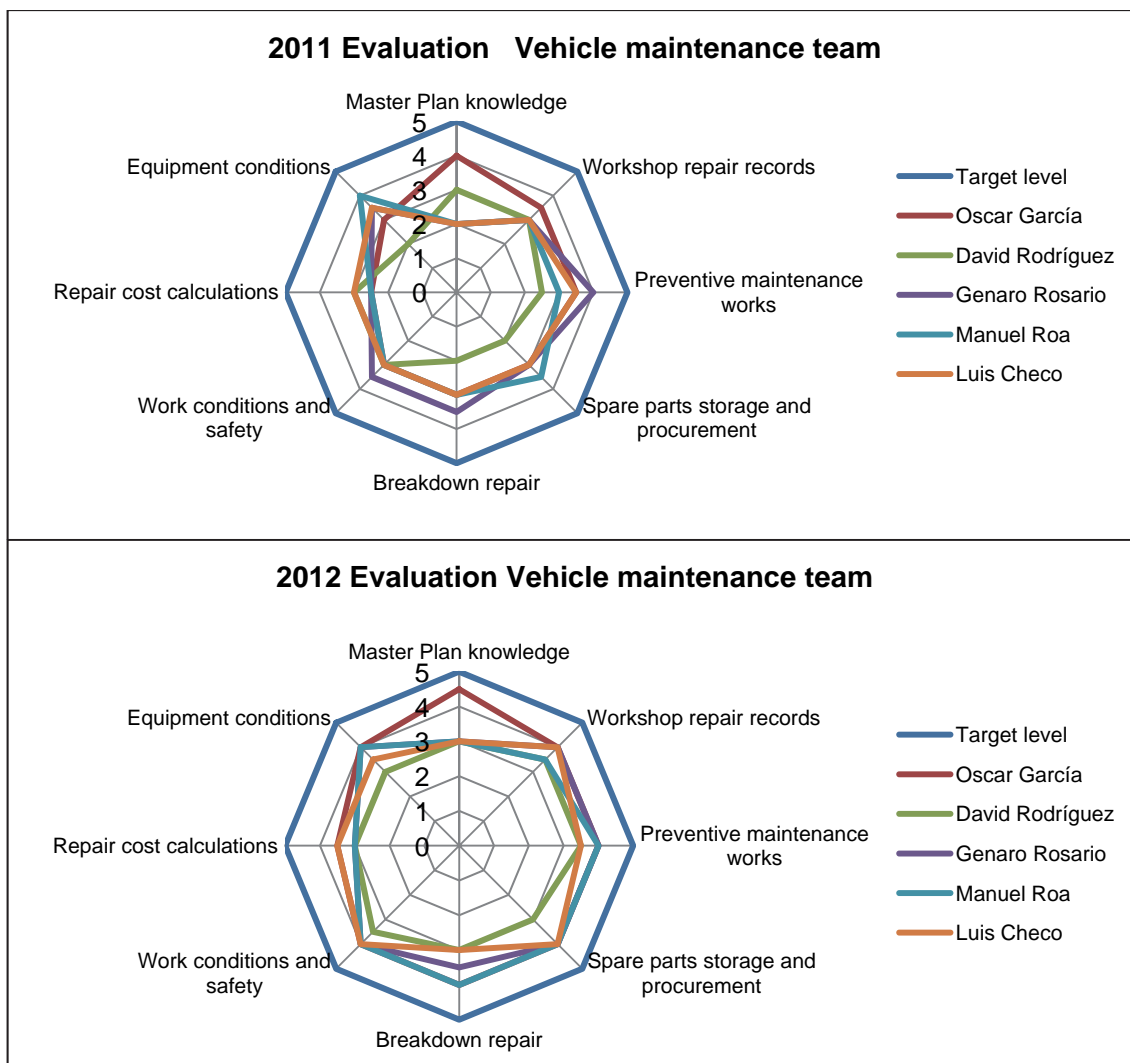 2011 Evaluation   Vehicle maintenance team
Master Plan knowledge
5
4
3
2
1
0
Equipment conditions
Workshop repair records
Repair cost calculations
Preventive maintenance
works
Work conditions and
safety
Spare parts storage and
procurement
Breakdown repair
Target level
Oscar García
David Rodríguez
Genaro Rosario
Manuel Roa
Luis Checo
2012 Evaluation Vehicle maintenance team
Master Plan knowledge
5
4
3
2
1
0
Equipment conditions
Workshop repair records
Repair cost calculations
Preventive maintenance
works
Work conditions and
safety
Spare parts storage and
procurement
Breakdown repair
Target level
Oscar García
David Rodríguez
Genaro Rosario
Manuel Roa
Luis Checo